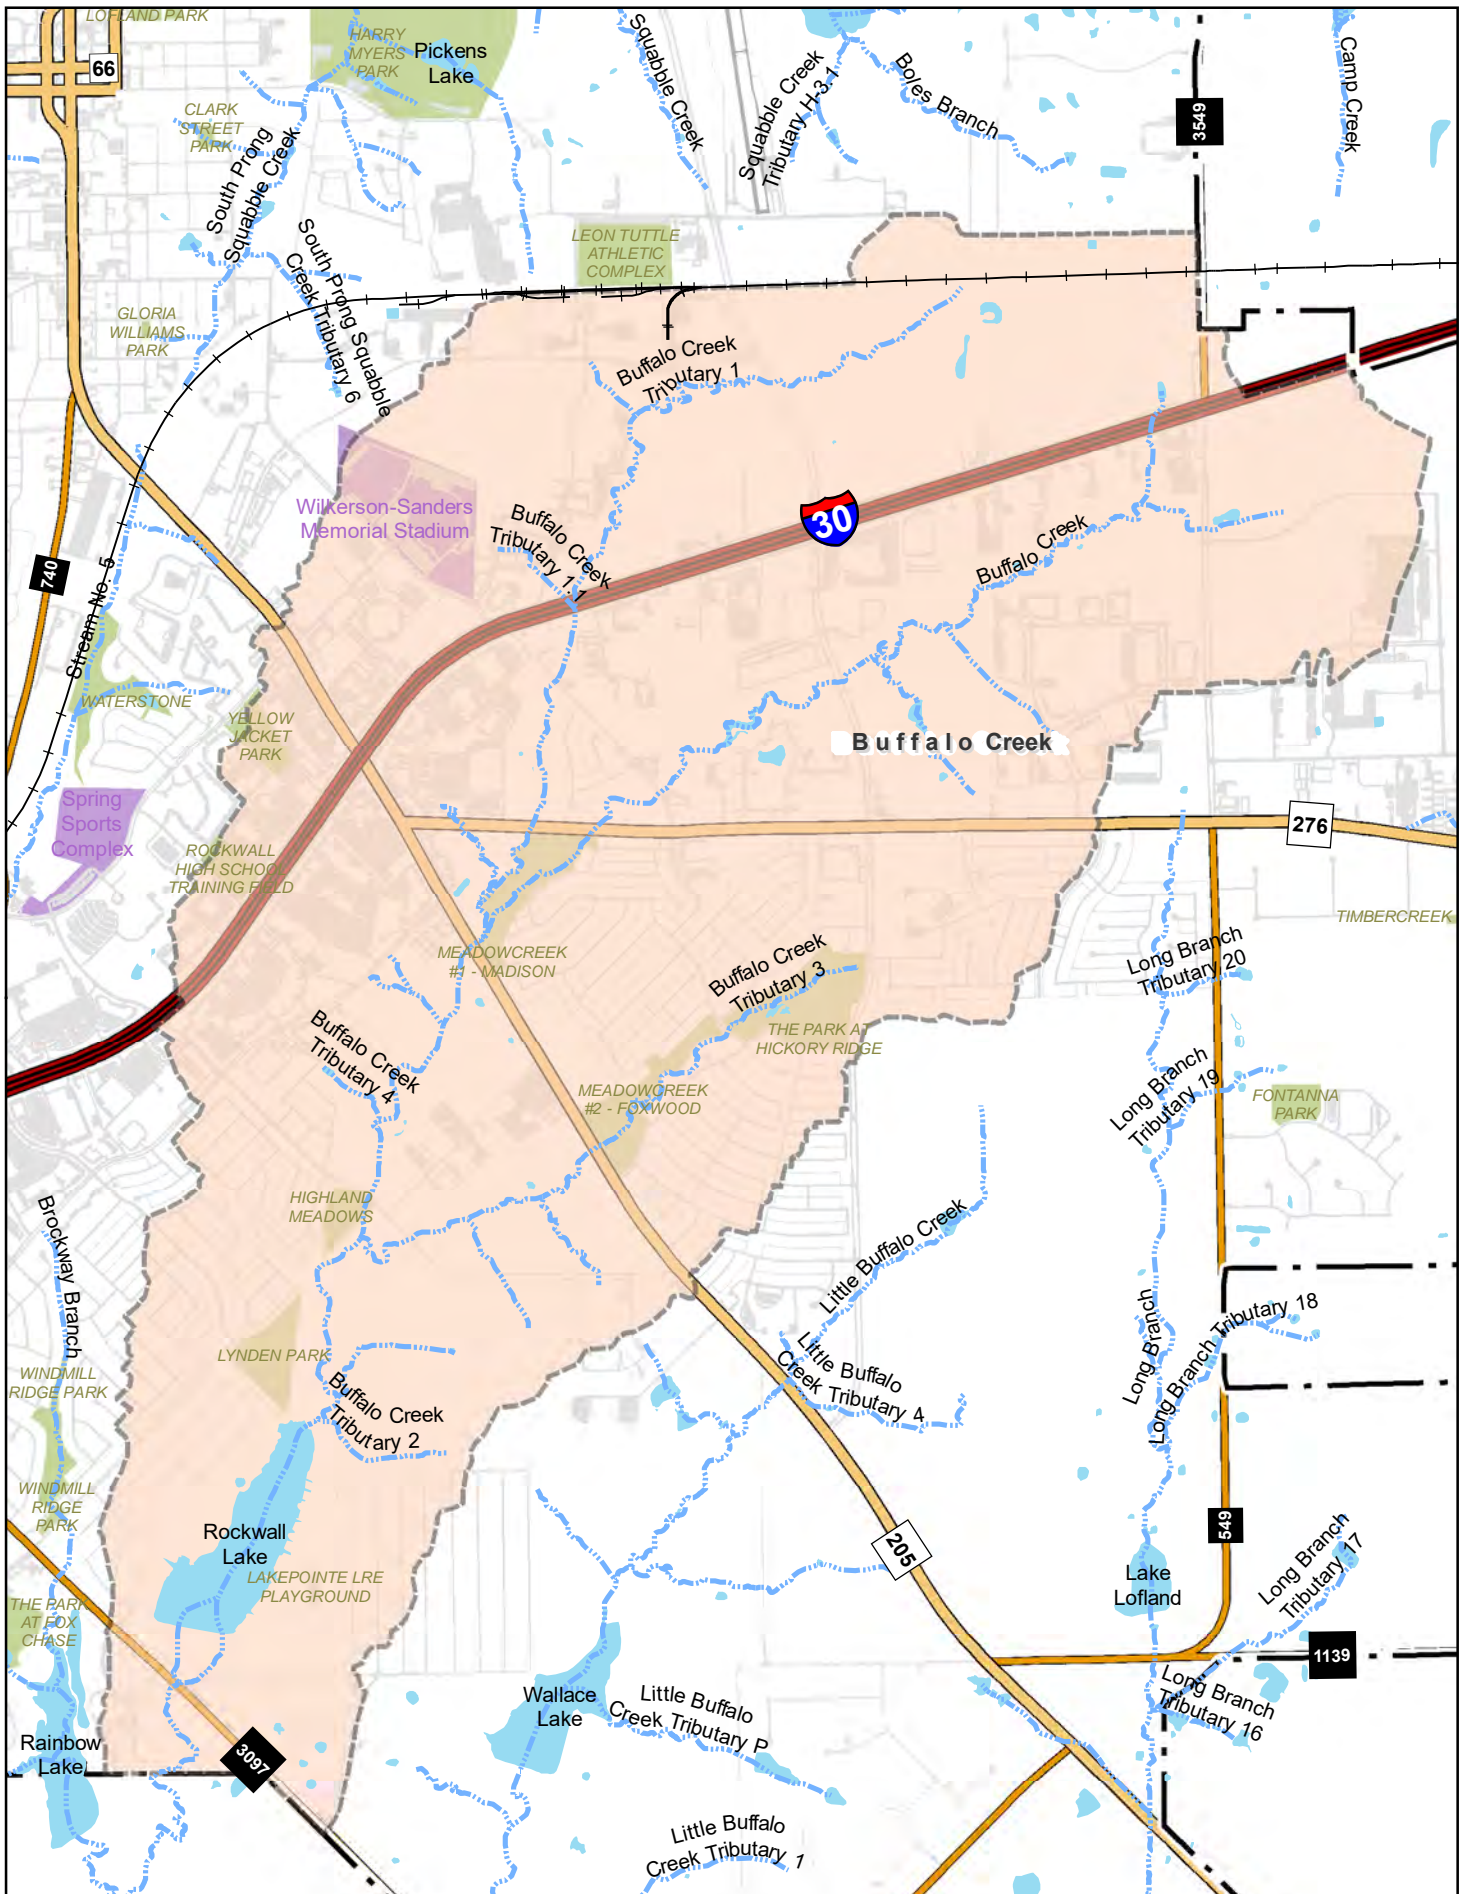 LOFLAND PARK
66
HARRY
MYERS
PARK
Pickens
Lake
CLARK
STREET
PARK
South Prong
Squabble Creek
Squabble Creek
Squabble Creek
Tributary H-3.1
Boles Branch
3549
Camp Creek
LEON TUTTLE
ATHLETIC
COMPLEX
South Prong Squabble
Creek Tributary 6
GLORIA
WILLIAMS
PARK
Buffalo Creek
Tributary 1
Wilkerson-Sanders
Memorial Stadium
Buffalo Creek
Tributary 1.1
30
Buffalo Creek
740
Stream No. 5
WATERSTONE
YELLOW
JACKET
PARK
Buffalo Creek
Spring
Sports
Complex
276
ROCKWALL
HIGH SCHOOL
TRAINING FIELD
TIMBERCREEK
MEADOWCREEK
#1 - MADISON
Buffalo Creek
Tributary 3
Long Branch
Tributary 20
THE PARK AT
HICKORY RIDGE
Buffalo Creek
Tributary 4
MEADOWCREEK
#2 - FOXWOOD
Long Branch
Tributary 19
FONTANNA
PARK
HIGHLAND
MEADOWS
Brockway Branch
Little Buffalo Creek
Long Branch
Long Branch Tributary 18
LYNDEN PARK
WINDMILL
RIDGE PARK
Buffalo Creek
Tributary 2
Little Buffalo
Creek Tributary 4
WINDMILL
RIDGE
PARK
Rockwall
Lake
205
549
Long Branch
Tributary 17
LAKEPOINTE LRE
PLAYGROUND
Lake
Lofland
THE PARK
AT FOX
CHASE
1139
Wallace
Lake
Little Buffalo
Creek Tributary P
Long Branch
Tributary 16
Rainbow
Lake
3097
Little Buffalo
Creek Tributary 1